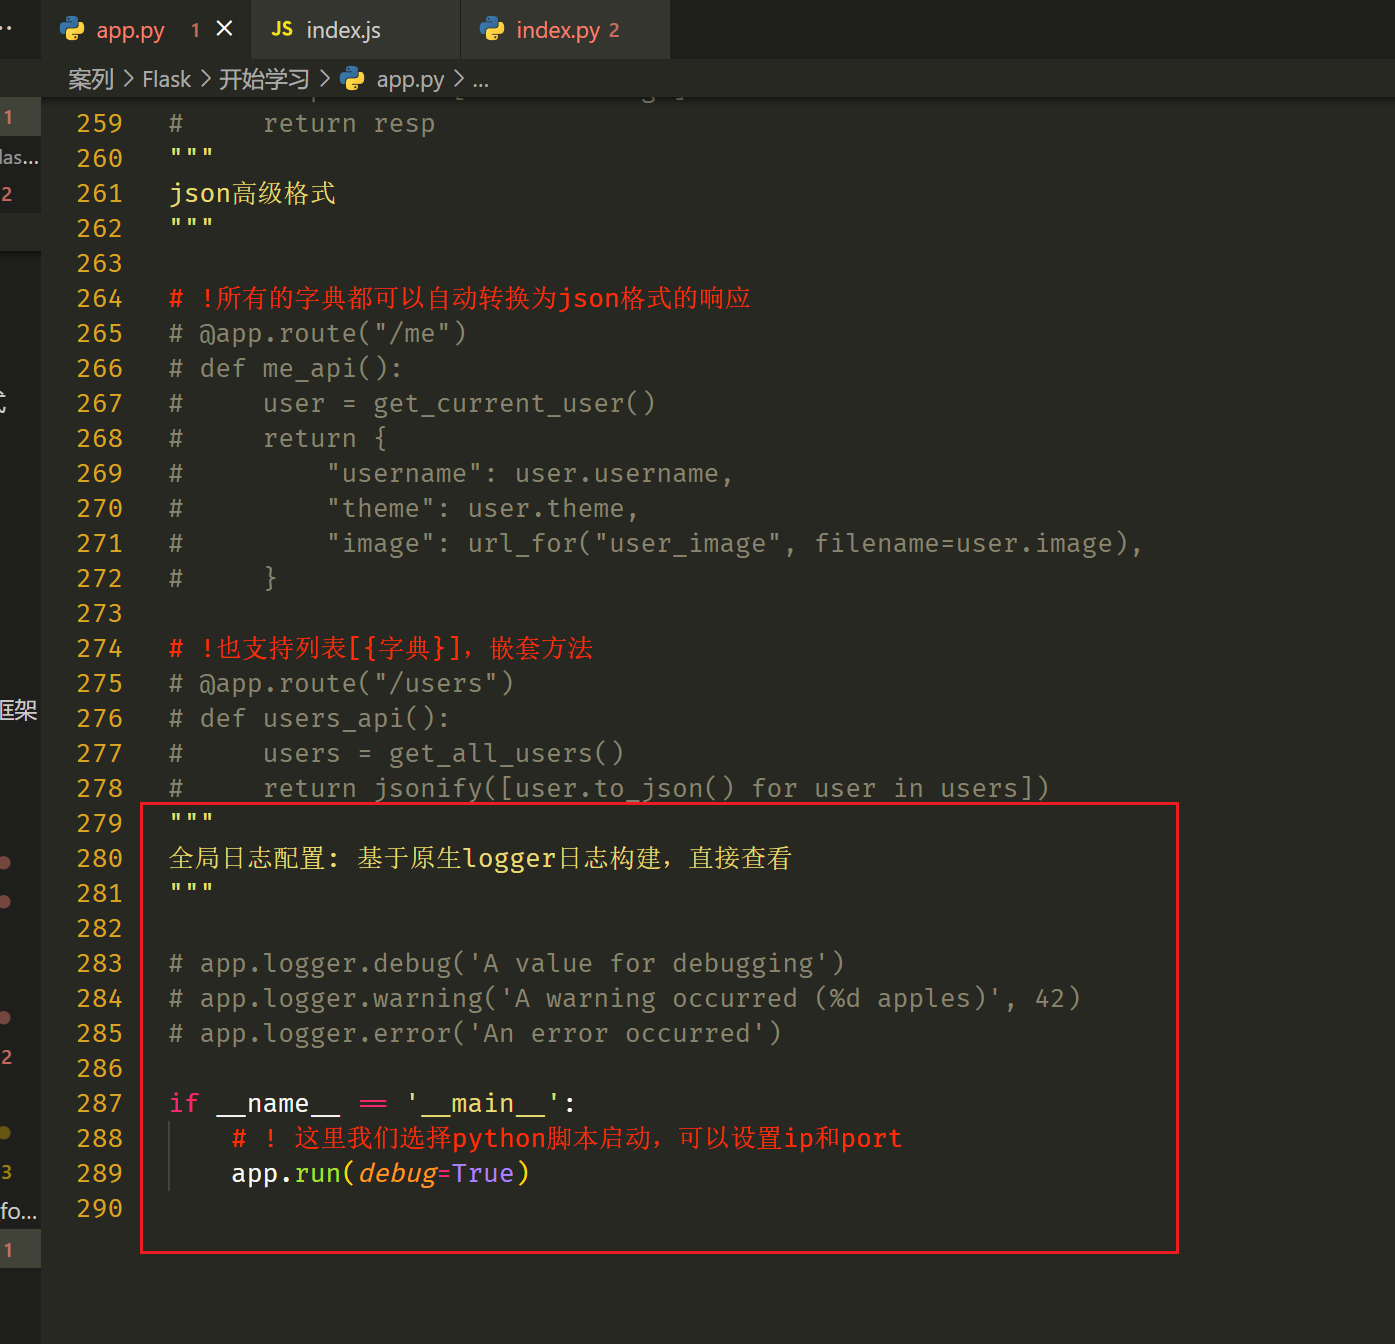 app.py 1
JS index.js
index.py 2
案列 > Flask > 开始学习 > app.py > ...
1
las...
2
框架
2
3
fo...
1
259 #     return resp
260 """
261 json高级格式
262 """
263
264 # !所有的字典都可以自动转换为json格式的响应
265 # @app.route("/me")
266 # def me_api():
267 #     user = get_current_user()
268 #     return {
269 #         "username": user.username,
270 #         "theme": user.theme,
271 #         "image": url_for("user_image", filename=user.image),
272 #     }
273
274 # !也支持列表[{字典}]，嵌套方法
275 # @app.route("/users")
276 # def users_api():
277 #     users = get_all_users()
278 #     return jsonify([user.to_json() for user in users])
279 """
280 全局日志配置: 基于原生logger日志构建，直接查看
281 """
282
283 # app.logger.debug('A value for debugging')
284 # app.logger.warning('A warning occurred (%d apples)', 42)
285 # app.logger.error('An error occurred')
286
287 if __name__ == '__main__':
288     # ! 这里我们选择python脚本启动，可以设置ip和port
289     app.run(debug=True)
290